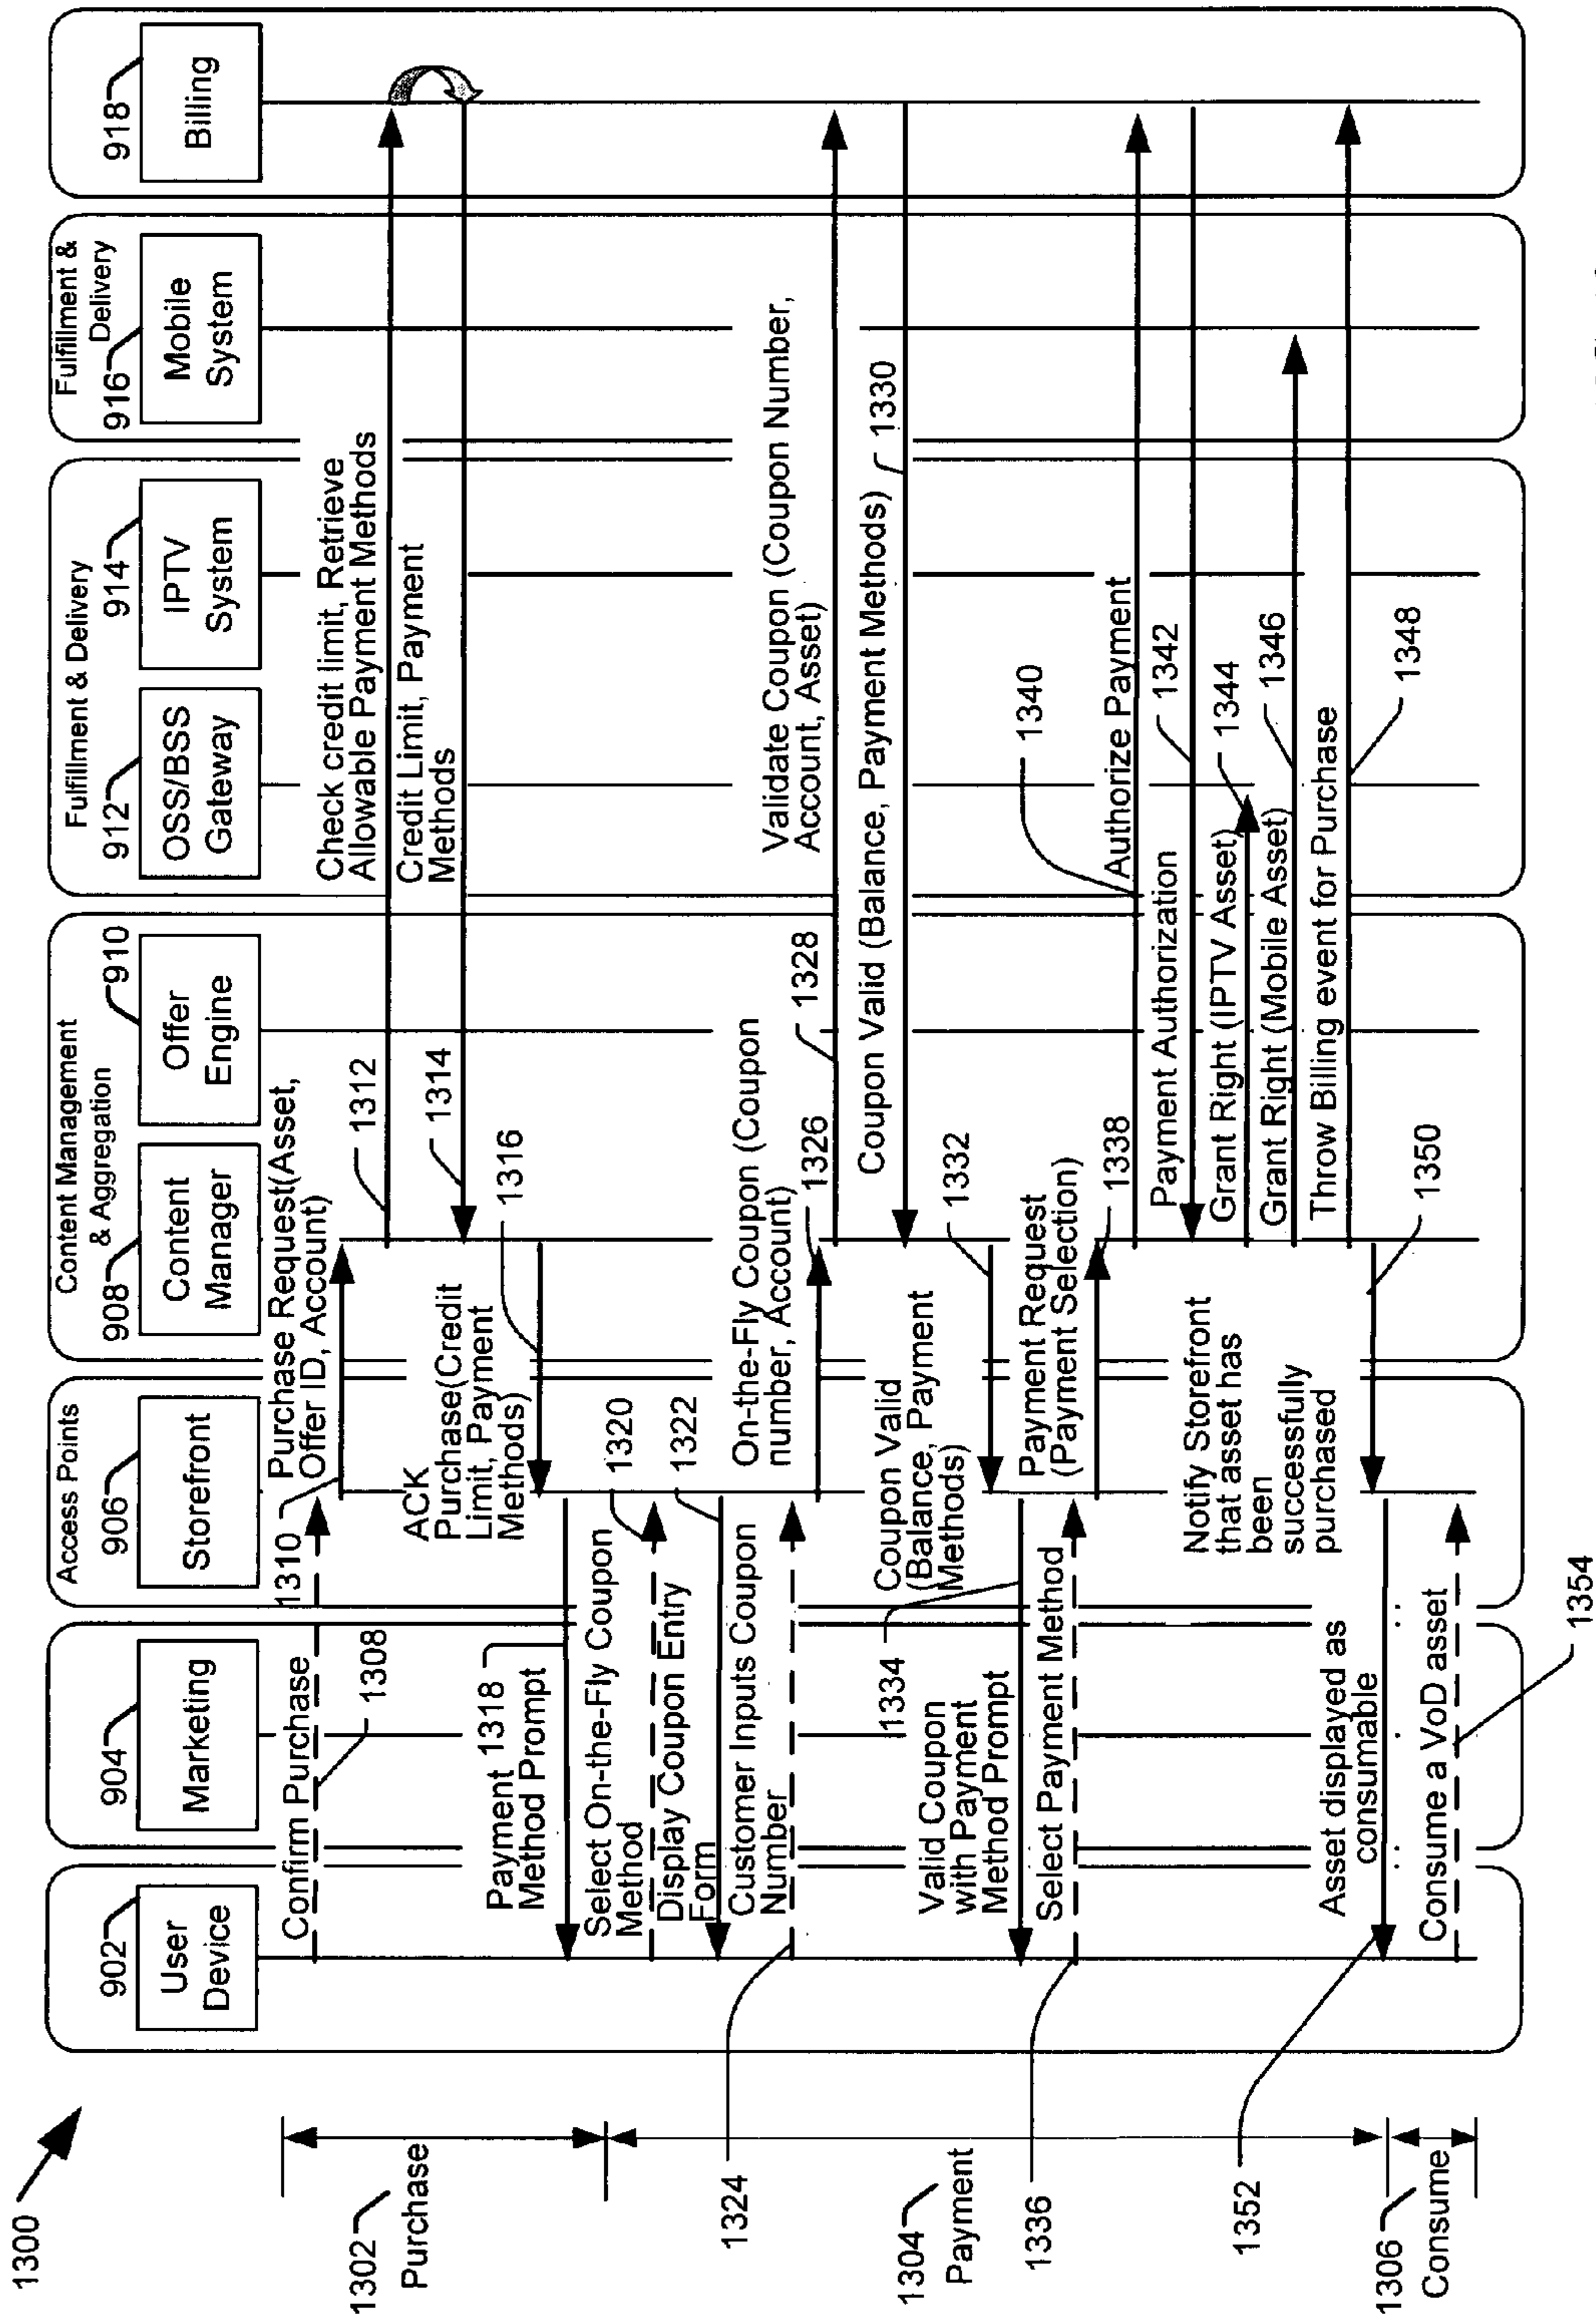 1300
902
User
Device
904
Marketing
Access Points
906
Storefront
Content Management
& Aggregation
908
Content
Manager
910
Offer
Engine
Fulfillment & Delivery
912
OSS/BSS
Gateway
914
IPTV
System
Fulfillment &
Delivery
916
Mobile
System
918
Billing
1302
Purchase
Confirm Purchase
1308
1310
Purchase Request(Asset,
Offer ID, Account)
1312
Check credit limit, Retrieve
Allowable Payment Methods
1314
Credit Limit, Payment
Methods
ACK
Purchase(Credit
Limit, Payment
Methods)
1316
Payment
Method Prompt
1318
1304
Payment
Select On-the-Fly Coupon
Method
1320
Display Coupon Entry
Form
1322
Customer Inputs Coupon
Number
1324
On-the-Fly Coupon (Coupon
number, Account)
1326
1328
Validate Coupon (Coupon Number,
Account, Asset)
Coupon Valid (Balance, Payment Methods)
1330
Coupon Valid
(Balance, Payment
Methods)
1332
1334
Valid Coupon
with Payment
Method Prompt
Select Payment Method
1336
Payment Request
(Payment Selection)
1338
1340
Authorize Payment
Payment Authorization
1342
Grant Right (IPTV Asset)
1344
Grant Right (Mobile Asset)
1346
Throw Billing event for Purchase
1348
Notify Storefront
that asset has
been
successfully
purchased
1350
Asset displayed as
consumable
1352
1306
Consume
Consume a VoD asset
1354